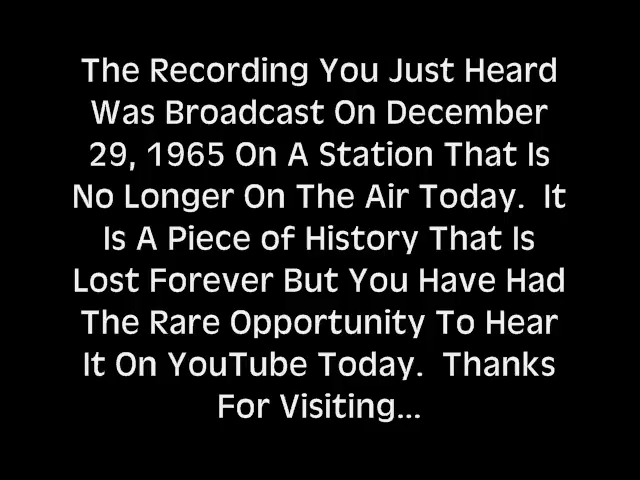 The Recording You Just Heard
Was Broadcast On December
29, 1965 On A Station That Is
No Longer On The Air Today.  It
Is A Piece of History That Is
Lost Forever But You Have Had
The Rare Opportunity To Hear
It On YouTube Today.  Thanks
For Visiting...